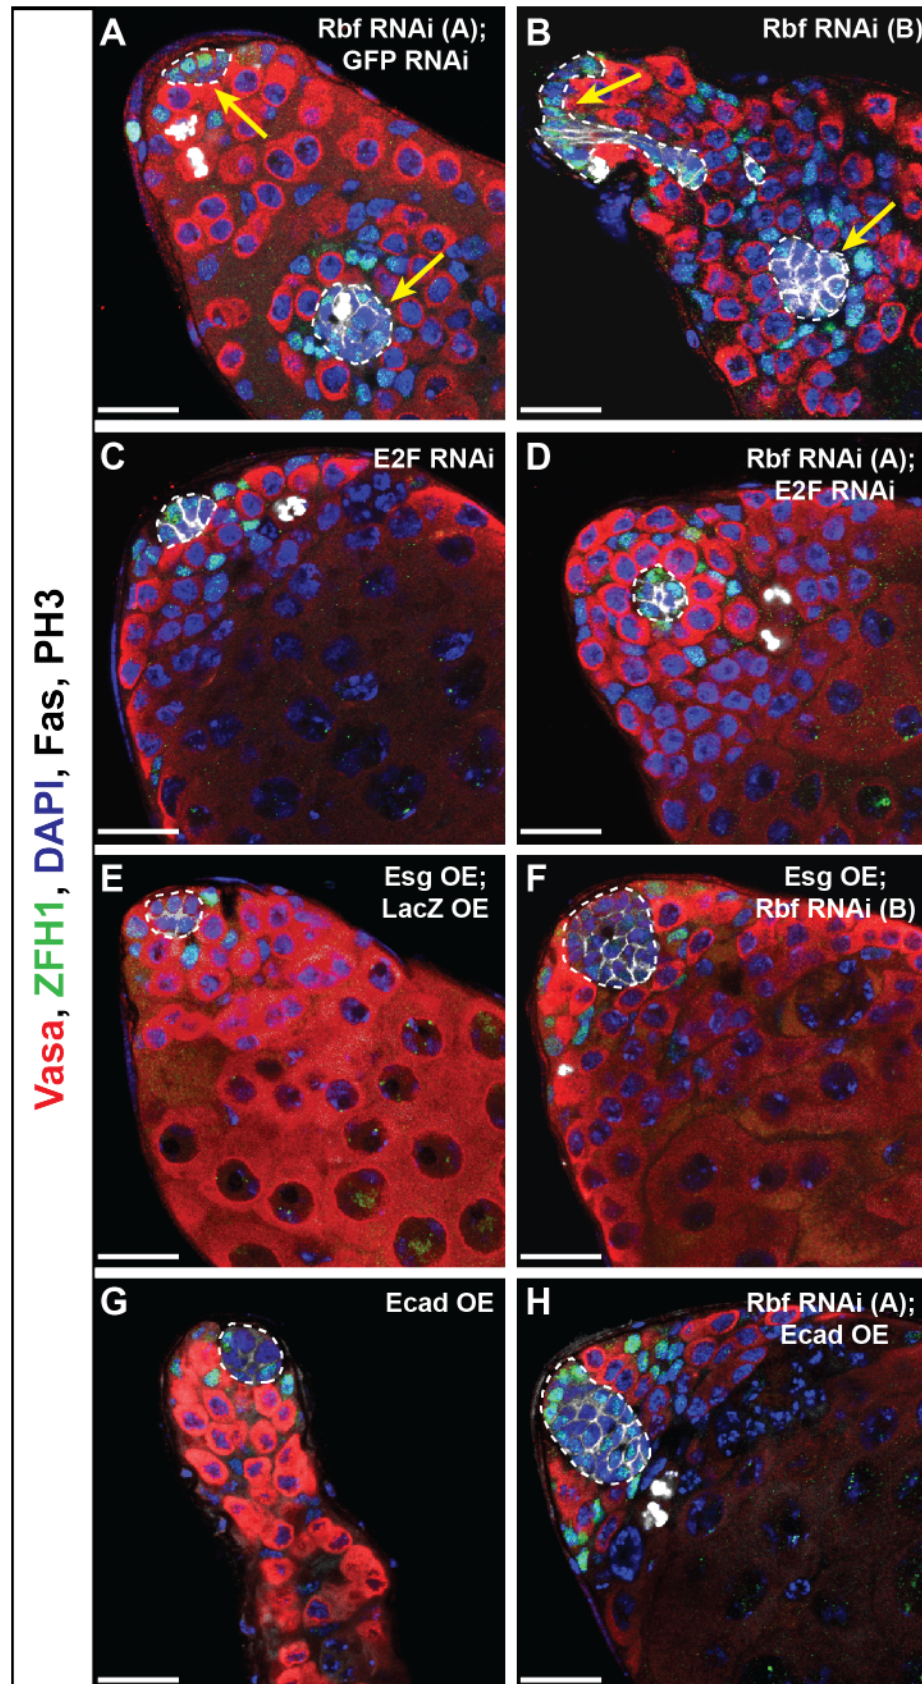 Vasa, ZFH1, DAPI, Fas, PH3
A
Rbf RNAi (A);
GFP RNAi
B
Rbf RNAi (B)
C
E2F RNAi
D
Rbf RNAi (A);
E2F RNAi
E
Esg OE;
LacZ OE
F
Esg OE;
Rbf RNAi (B)
G
Ecad OE
H
Rbf RNAi (A);
Ecad OE